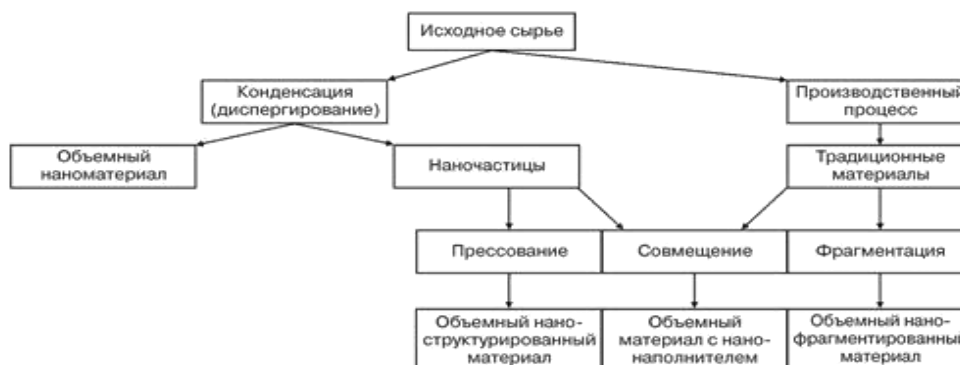 Исходное сырье
Конденсация
(диспергирование)
Производственный
процесс
Объемный
наноматериал
Наночастицы
Традиционные
материалы
Прессование
Совмещение
Фрагментация
Объемный нано-
структурированный
материал
Объемный
материал с нано-
наполнителем
Объемный нано-
фрагментированный
материал